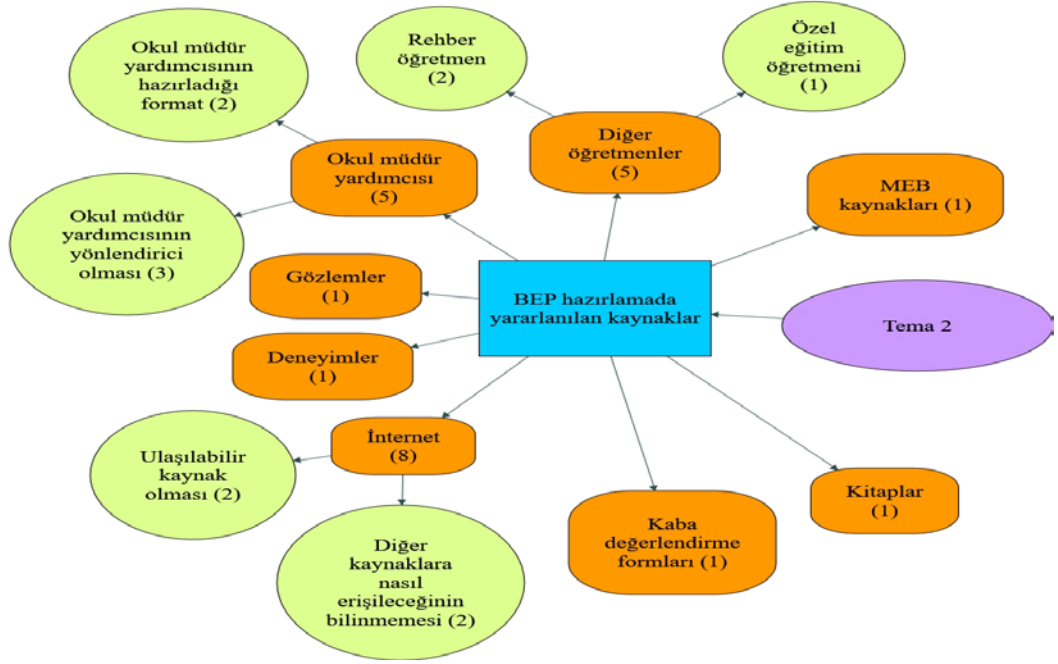 Okul müdür
yardımcısının
hazırladığı
format (2)
Rehber
öğretmen
(2)
Özel
eğitim
öğretmeni
(1)
Okul müdür
yardımcısı
(5)
Diğer
öğretmenler
(5)
MEB
kaynakları (1)
Okul müdür
yardımcısının
yönlendirici
olması (3)
Gözlemler
(1)
BEP hazırlamada
yararlanılan kaynaklar
Tema 2
Deneyimler
(1)
İnternet
(8)
Ulaşılabilir
kaynak
olması (2)
Diğer
kaynaklara
nasıl
erişileceğinin
bilinmemesi (2)
Kaba
değerlendirme
formları (1)
Kitaplar
(1)